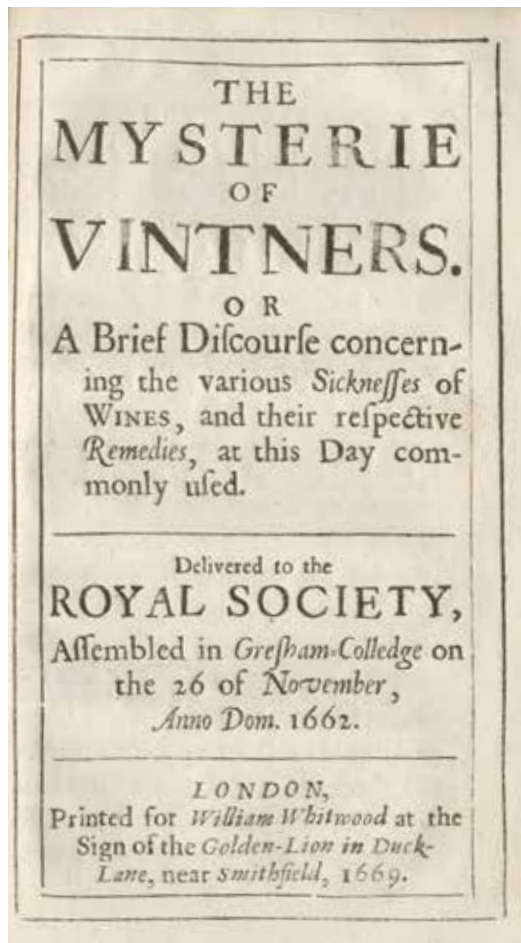 THE
MYSTERIE
OF
VINTNERS.
OR
A Brief Diſcourſe concern-
ing the various Sickneſſes of
WINES, and their reſpective
Remedies, at this Day com-
monly uſed.
Delivered to the
ROYAL SOCIETY,
Aſſembled in Greſham-Colledge on
the 26 of November,
Anno Dom. 1662.
LONDON,
Printed for William Whitwood at the
Sign of the Golden-Lion in Duck-
Lane, near Smithfield, 1669.